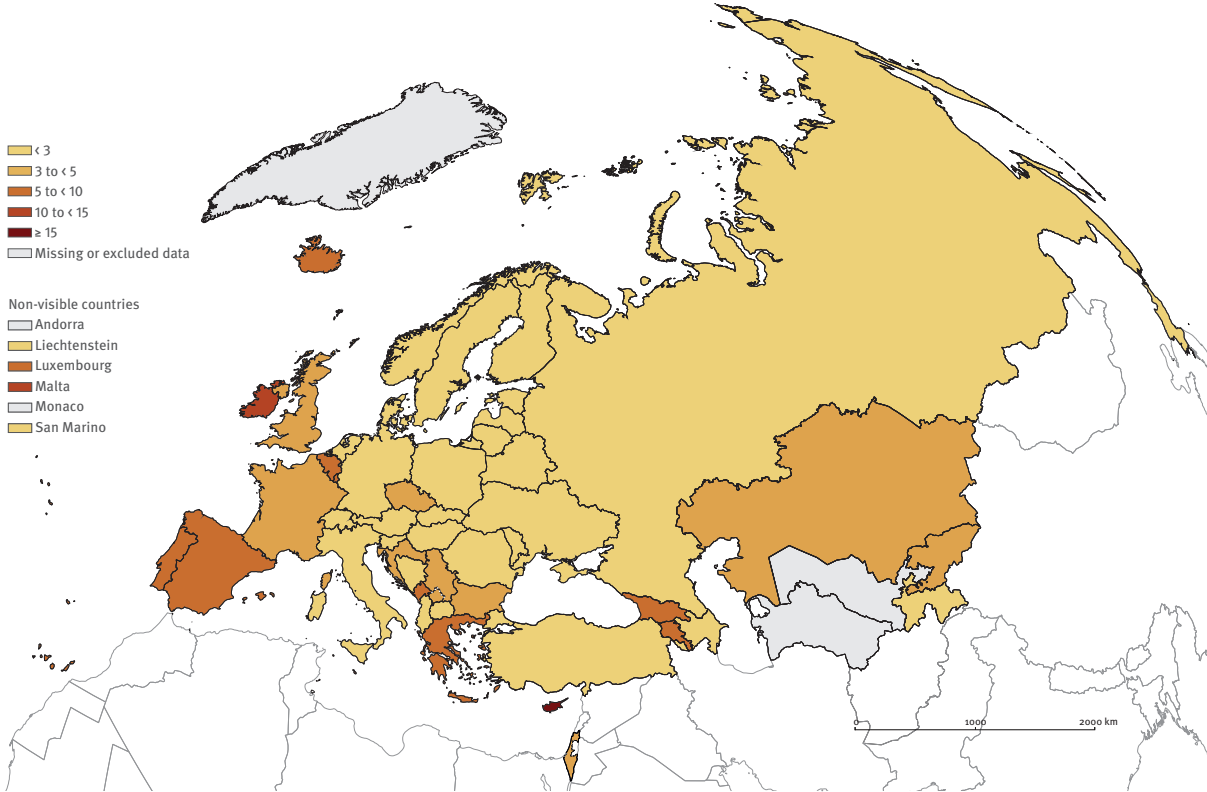 < 3
3 to < 5
5 to < 10
10 to < 15
≥ 15
Missing or excluded data
Non-visible countries
Andorra
Liechtenstein
Luxembourg
Malta
Monaco
San Marino
0 1000 2000 km